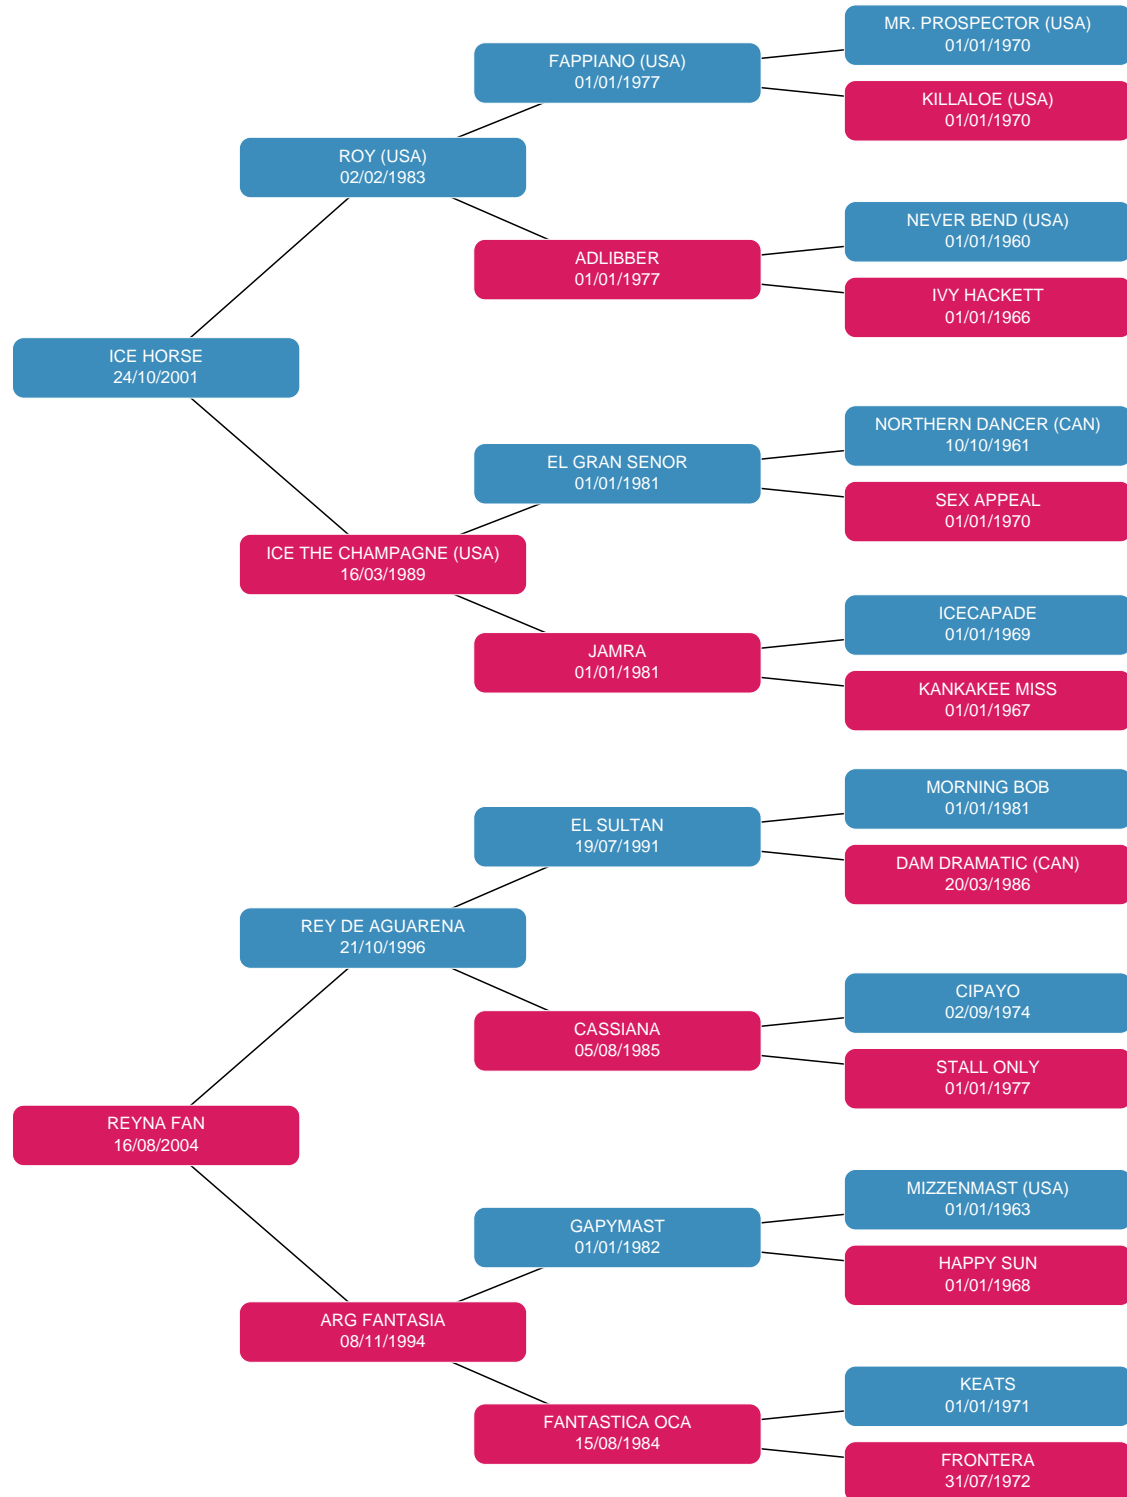 MR. PROSPECTOR (USA)
01/01/1970
FAPPIANO (USA)
01/01/1977
KILLALOE (USA)
01/01/1970
ROY (USA)
02/02/1983
NEVER BEND (USA)
01/01/1960
ADLIBBER
01/01/1977
IVY HACKETT
01/01/1966
ICE HORSE
24/10/2001
NORTHERN DANCER (CAN)
10/10/1961
EL GRAN SENOR
01/01/1981
SEX APPEAL
01/01/1970
ICE THE CHAMPAGNE (USA)
16/03/1989
ICECAPADE
01/01/1969
JAMRA
01/01/1981
KANKAKEE MISS
01/01/1967
MORNING BOB
01/01/1981
EL SULTAN
19/07/1991
DAM DRAMATIC (CAN)
20/03/1986
REY DE AGUARENA
21/10/1996
CIPAYO
02/09/1974
CASSIANA
05/08/1985
STALL ONLY
01/01/1977
REYNA FAN
16/08/2004
MIZZENMAST (USA)
01/01/1963
GAPYMAST
01/01/1982
HAPPY SUN
01/01/1968
ARG FANTASIA
08/11/1994
KEATS
01/01/1971
FANTASTICA OCA
15/08/1984
FRONTERA
31/07/1972